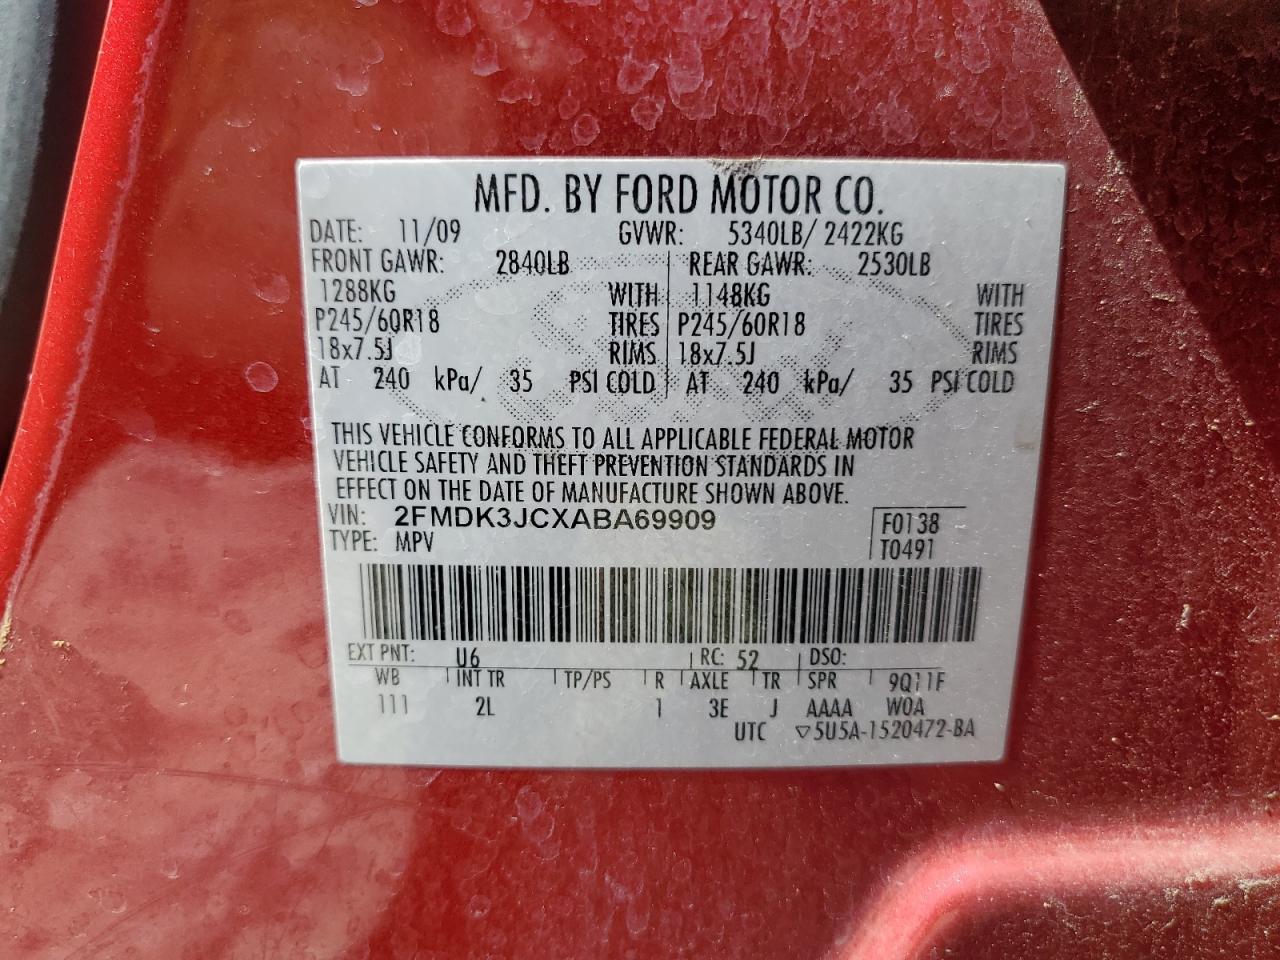 MFD. BY FORD MOTOR CO.
DATE: 11/09 GVWR: 5340LB/ 2422KG
FRONT GAWR: 2840LB REAR GAWR: 2530LB
1288KG WITH 1148KG WITH
P245/60R18 TIRES P245/60R18 TIRES
18x7.5J RIMS 18x7.5J RIMS
AT 240 kPa/ 35 PSI COLD AT 240 kPa/ 35 PSI COLD
THIS VEHICLE CONFORMS TO ALL APPLICABLE FEDERAL MOTOR
VEHICLE SAFETY AND THEFT PREVENTION STANDARDS IN
EFFECT ON THE DATE OF MANUFACTURE SHOWN ABOVE.
VIN: 2FMDK3JCXABA69909 F0138
TYPE: MPV T0491
EXT PNT: U6 RC: 52 DSO:
WB INT TR TP/PS R AXLE TR SPR 9Q11F
111 2L 1 3E J AAAA W0A
UTC ▽5U5A-1520472-BA